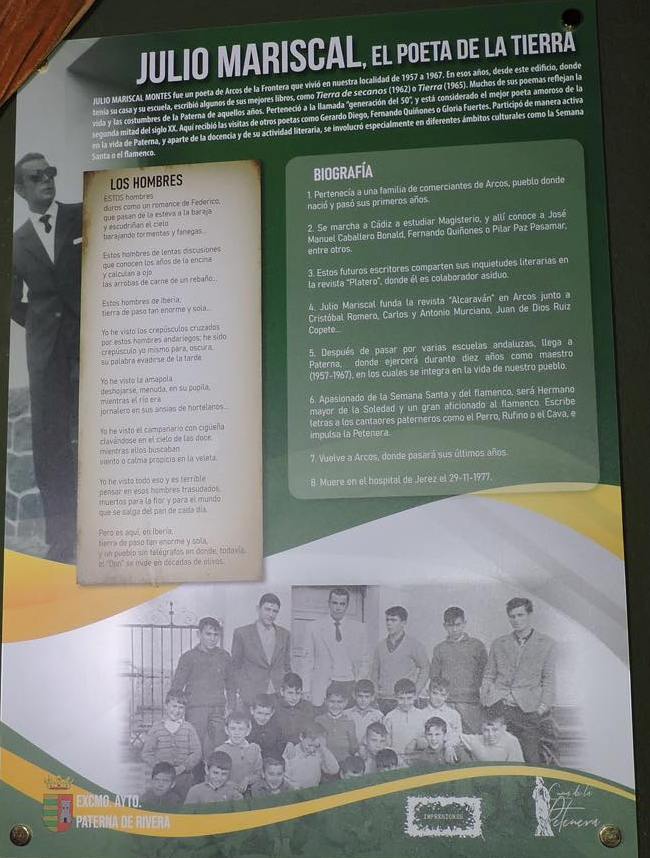 JULIO MARISCAL, EL POETA DE LA TIERRA
JULIO MARISCAL MONTES fue un poeta de Arcos de la Frontera que vivió en nuestra localidad de 1957 a 1967. En esos años, desde este edificio, donde
tenía su casa y su escuela, escribió algunos de sus mejores libros, como Tierra de secanos (1962) o Tierra (1965). Muchos de sus poemas reflejan la
vida y las costumbres de la Paterna de aquellos años. Perteneció a la llamada "generación del 50", y está considerado el mejor poeta amoroso de la
segunda mitad del siglo XX. Aquí recibió las visitas de otros poetas como Gerardo Diego, Fernando Quiñones o Gloria Fuertes. Participó de manera activa
en la vida de Paterna, y aparte de la docencia y de su actividad literaria, se involucró especialmente en diferentes ámbitos culturales como la Semana
Santa o el flamenco.
LOS HOMBRES
ESTOS hombres
duros como un romance de Federico,
que pasan de la esteva a la baraja
y escudriñan el cielo
barajando tormentas y fanegas...
Estos hombres de lentas discusiones
que conocen los años de la encina
y calculan a ojo
las arrobas de carne de un rebaño...
Estos hombres de Iberia;
tierra de paso tan enorme y sola...
Yo he visto los crepúsculos cruzados
por estos hombres andariegos; he sido
crepúsculo yo mismo para, oscura,
su palabra evadirse de la tarde
Yo he visto la amapola
deshojarse, menuda, en su pupila,
mientras el río era
jornalero en sus ansias de hortelanos...
Yo he visto el campanario con cigüeña
clavándose en el cielo de las doce,
mientras ellos buscaban
viento o calma propicia en la veleta.
Yo he visto todo eso y es terrible
pensar en esos hombres trasudados,
muertos para la flor y para el mundo
que se salga del pan de cada día.
Pero es aquí, en Iberia,
tierra de paso tan enorme y sola,
y un pueblo sin telégrafos en donde, todavía,
el "Don" se mide en décadas de olivos.
BIOGRAFÍA
1. Pertenecía a una familia de comerciantes de Arcos, pueblo donde
nació y pasó sus primeros años.
2. Se marcha a Cádiz a estudiar Magisterio, y allí conoce a José
Manuel Caballero Bonald, Fernando Quiñones o Pilar Paz Pasamar,
entre otros.
3. Estos futuros escritores comparten sus inquietudes literarias en
la revista "Platero", donde él es colaborador asiduo.
4. Julio Mariscal funda la revista "Alcaraván" en Arcos junto a
Cristóbal Romero, Carlos y Antonio Murciano, Juan de Dios Ruiz
Copete...
5. Después de pasar por varias escuelas andaluzas, llega a
Paterna, donde ejercerá durante diez años como maestro
(1957-1967), en los cuales se integra en la vida de nuestro pueblo.
6. Apasionado de la Semana Santa y del flamenco, será Hermano
mayor de la Soledad y un gran aficionado al flamenco. Escribe
letras a los cantaores paterneros como el Perro, Rufino o el Cava, e
impulsa la Petenera.
7. Vuelve a Arcos, donde pasará sus últimos años.
8. Muere en el hospital de Jerez el 29-11-1977.
EXCMO. AYTO.
PATERNA DE RIVERA
IMPRESIONES
Casa de la
Petenera